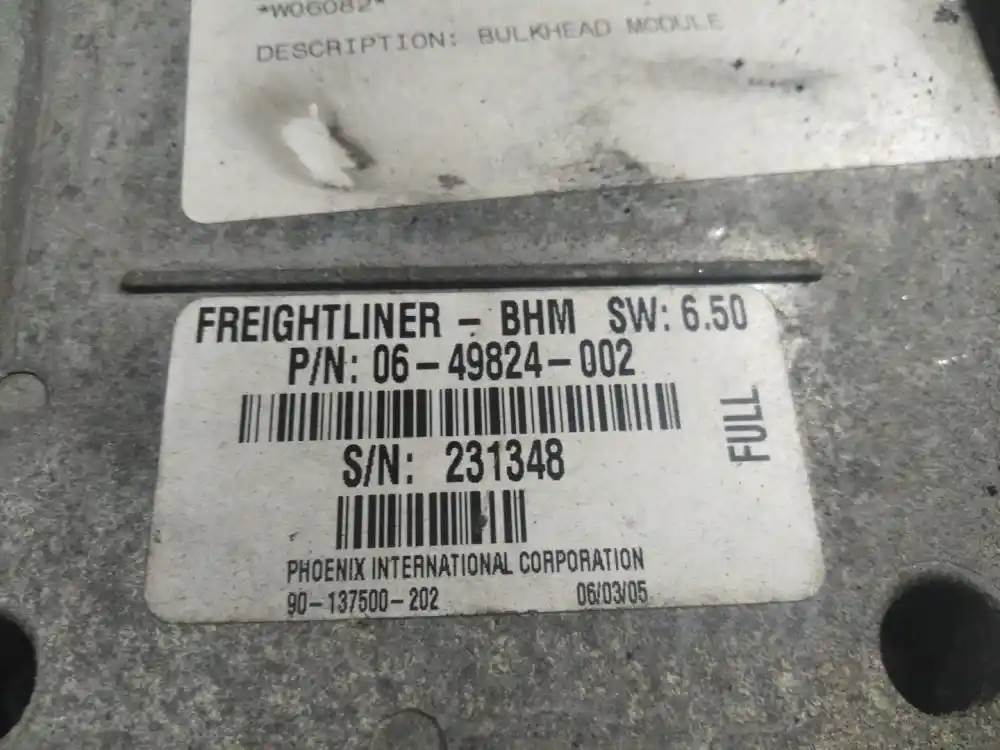 *W06082*
DESCRIPTION: BULKHEAD MODULE
FREIGHTLINER - BHM SW: 6.50
P/N: 06-49824-002
FULL
S/N: 231348
PHOENIX INTERNATIONAL CORPORATION
90-137500-202 06/03/05